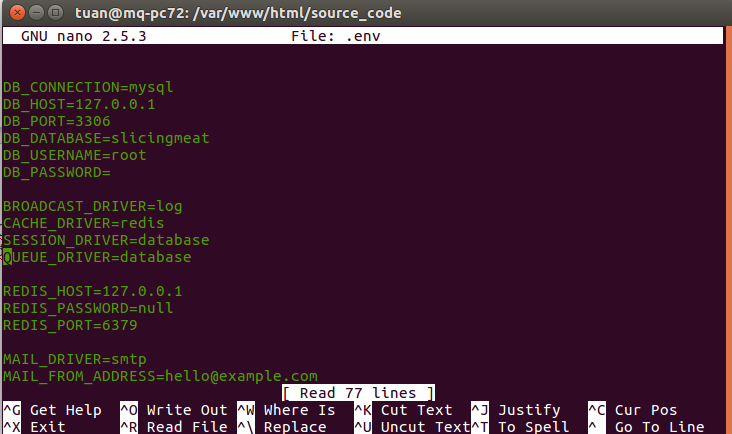 tuan@mq-pc72: /var/www/html/source_code
GNU nano 2.5.3 File: .env
DB_CONNECTION=mysql
DB_HOST=127.0.0.1
DB_PORT=3306
DB_DATABASE=slicingmeat
DB_USERNAME=root
DB_PASSWORD=
BROADCAST_DRIVER=log
CACHE_DRIVER=redis
SESSION_DRIVER=database
QUEUE_DRIVER=database
REDIS_HOST=127.0.0.1
REDIS_PASSWORD=null
REDIS_PORT=6379
MAIL_DRIVER=smtp
MAIL_FROM_ADDRESS=hello@example.com
[ Read 77 lines ]
^G Get Help ^O Write Out ^W Where Is ^K Cut Text ^J Justify ^C Cur Pos
^X Exit ^R Read File ^\ Replace ^U Uncut Text ^T To Spell ^_ Go To Line